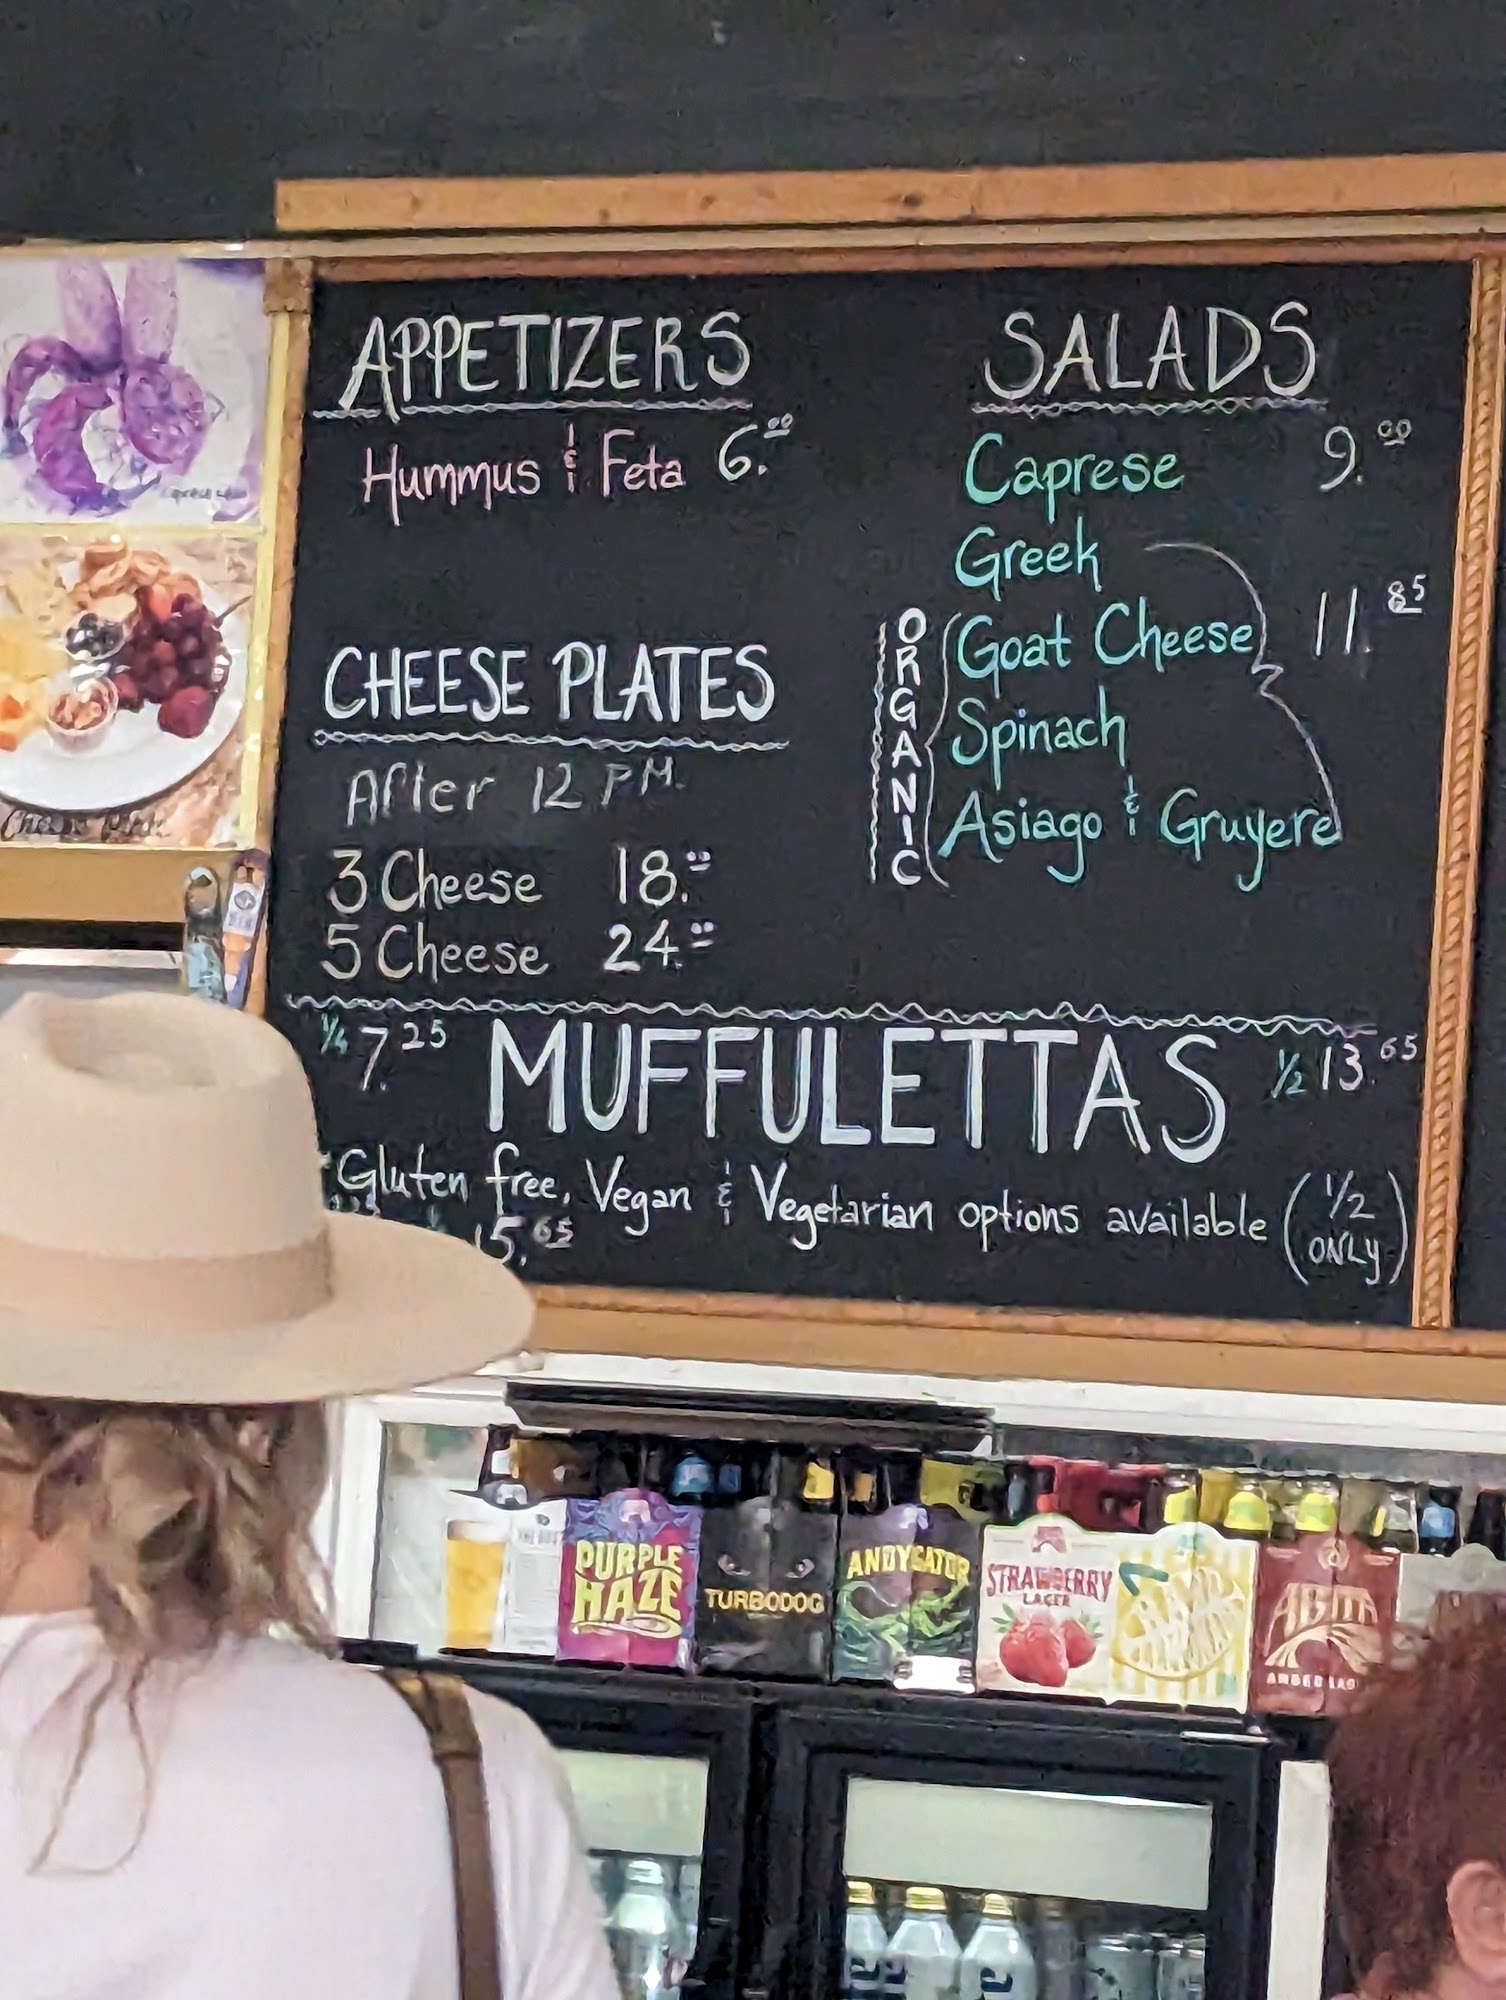 APPETIZERS
Hummus & Feta 6.00
CHEESE PLATES
After 12 P.M.
3 Cheese 18.00
5 Cheese 24.00
SALADS
Caprese 9.00
Greek
Goat Cheese 11.85
Spinach
Asiago & Gruyere
ORGANIC
1/4 7.25 MUFFULETTAS 1/2 13.65
Gluten free, Vegan & Vegetarian options available (1/2 ONLY)
15.65
PURPLE
HAZE
TURBODOG
ANDYGATOR
STRAWBERRY
LAGER
ABITA
AMBER